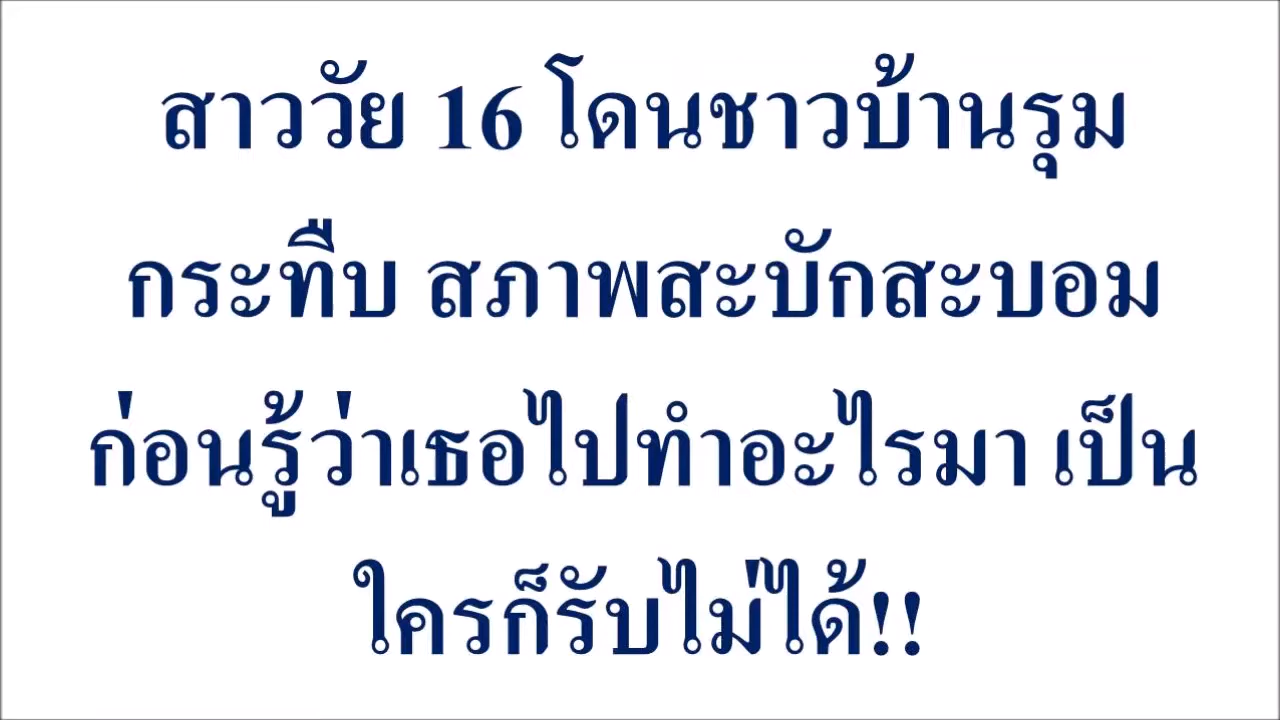 สาววัย 16 โดนชาวบ้านรุม
กระทืบ สภาพสะบักสะบอม
ก่อนรู้ว่าเธอไปทำอะไรมา เป็น
ใครก็รับไม่ได้!!